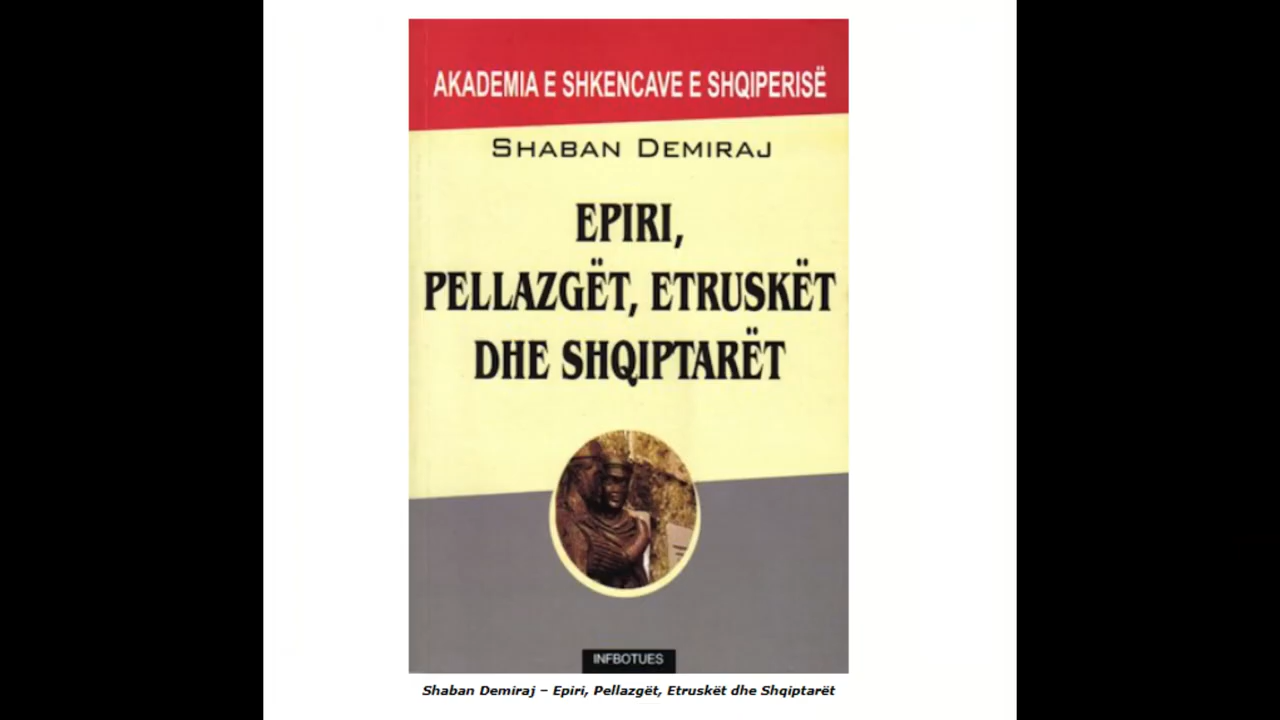 AKADEMIA E SHKENCAVE E SHQIPERISË
SHABAN DEMIRAJ
EPIRI,
PELLAZGËT, ETRUSKËT
DHE SHQIPTARËT
INFBOTUES
Shaban Demiraj – Epiri, Pellazgët, Etruskët dhe Shqiptarët